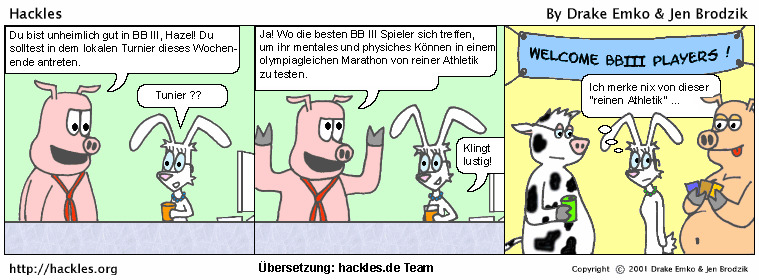 Hackles
By Drake Emko & Jen Brodzik
Du bist unheimlich gut in BB III, Hazel! Du
solltest in dem lokalen Turnier dieses Wochen-
ende antreten.
Tunier ??
Ja! Wo die besten BB III Spieler sich treffen,
um ihr mentales und physiches Können in einem
olynpiagleichen Marathon von reiner Athletik
zu testen.
Klingt
lustig!
WELCOME BBIII PLAYERS !
Ich merke nix von dieser
"reinen Athletik" ...
http://hackles.org
Übersetzung: hackles.de Team
Copyright © 2001 Drake Emko & Jen Brodzik